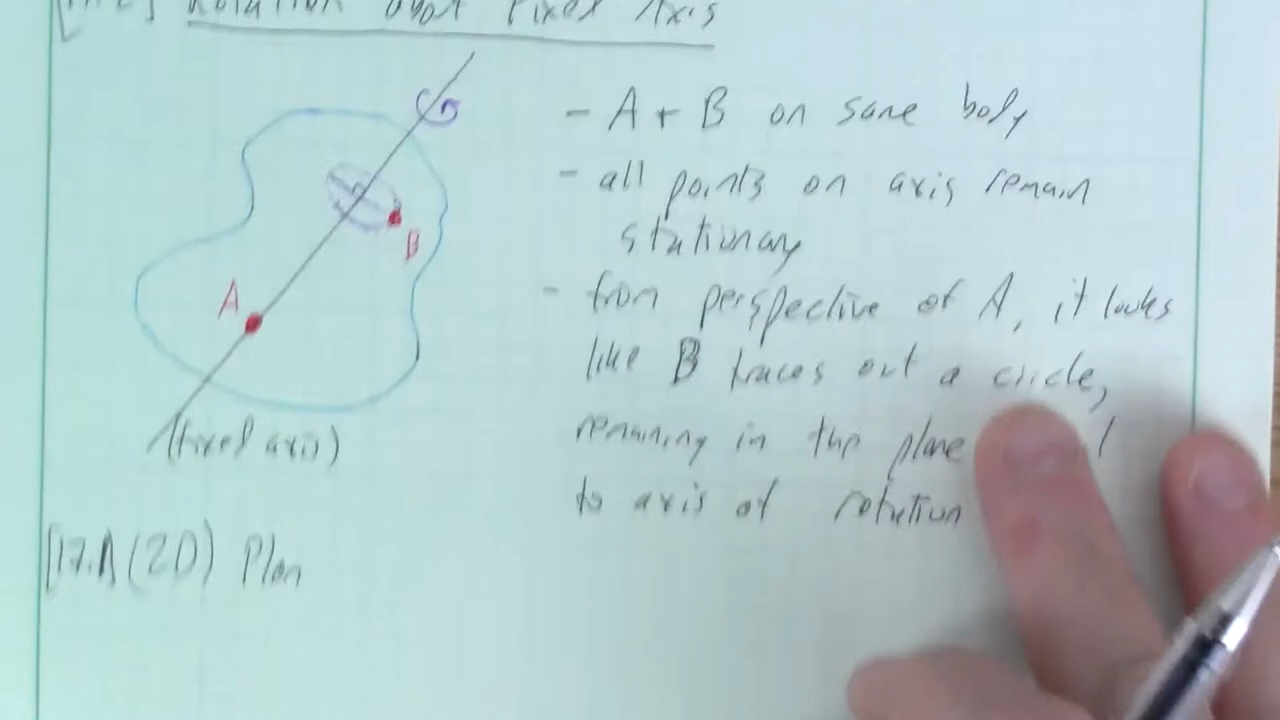 Rotation about Fixed Axis
A
B
(fixed axis)
- A + B on same body
- all points on axis remain
stationary
- from perspective of A, it looks
like B traces out a circle,
remaining in the plane
to axis of rotation
[17.A (2D) Plan